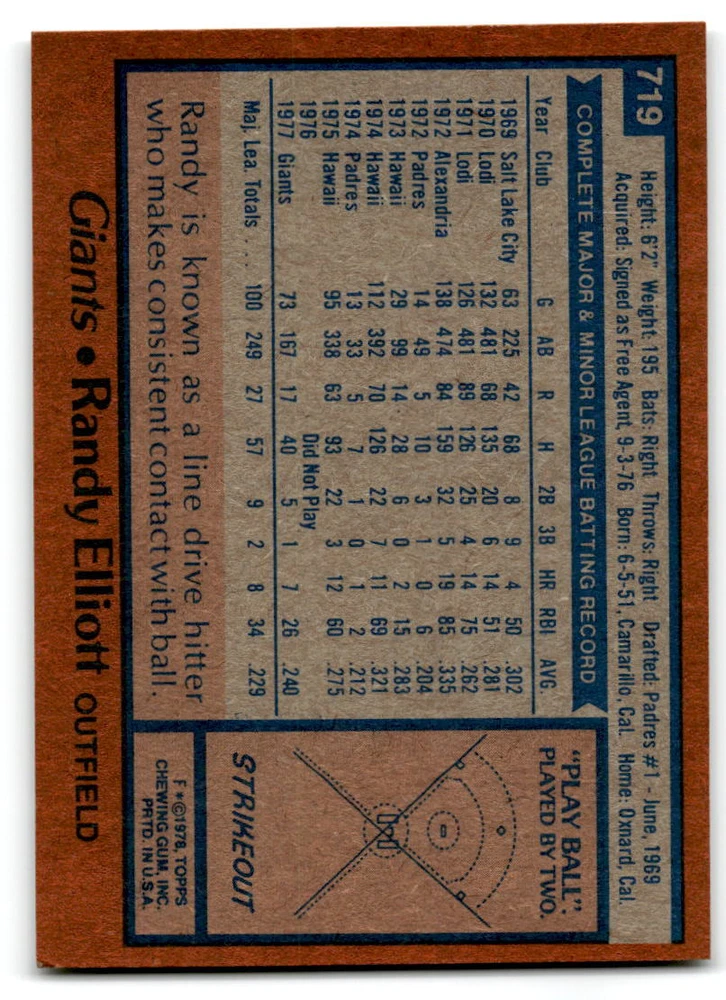 719
Height: 6'2" Weight: 195 Bats: Right Throws: Right Drafted: Padres #1 - June, 1969
Acquired: Signed as Free Agent, 9-3-76 Born: 6-5-51, Camarillo, Cal. Home: Oxnard, Cal.
COMPLETE MAJOR & MINOR LEAGUE BATTING RECORD
Year Club G AB R H 2B 3B HR RBI AVG.
1969 Salt Lake City 63 225 42 68 8 9 4 50 .302
1970 Lodi 132 481 68 135 20 6 14 51 .281
1971 Lodi 126 481 89 126 25 4 14 75 .262
1972 Alexandria 138 474 84 159 32 5 19 85 .335
1972 Padres 14 49 5 10 3 1 0 6 .204
1973 Hawaii 29 99 14 28 6 0 2 15 .283
1974 Hawaii 112 392 70 126 22 7 11 69 .321
1974 Padres 13 33 5 7 1 0 1 2 .212
1975 Hawaii 95 338 63 93 22 3 12 60 .275
1976 Did Not Play
1977 Giants 73 167 17 40 5 1 7 26 .240
Maj. Lea. Totals . . . 100 249 27 57 9 2 8 34 .229
Randy is known as a line drive hitter
who makes consistent contact with ball.
"PLAY BALL".
PLAYED BY TWO.
STRIKEOUT
F*©1978, TOPPS
CHEWING GUM, INC.
PRTD. IN U.S.A.
Giants • Randy Elliott OUTFIELD